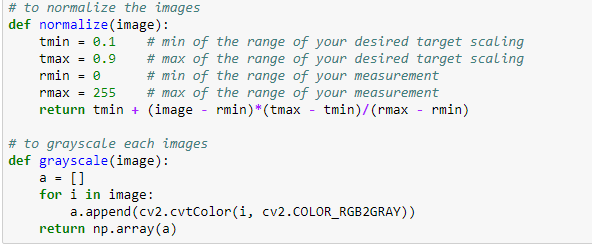 # to normalize the images
def normalize(image):
    tmin = 0.1   # min of the range of your desired target scaling
    tmax = 0.9   # max of the range of your desired target scaling
    rmin = 0     # min of the range of your measurement
    rmax = 255   # max of the range of your measurement
    return tmin + (image - rmin)*(tmax - tmin)/(rmax - rmin)

# to grayscale each images
def grayscale(image):
    a = []
    for i in image:
        a.append(cv2.cvtColor(i, cv2.COLOR_RGB2GRAY))
    return np.array(a)